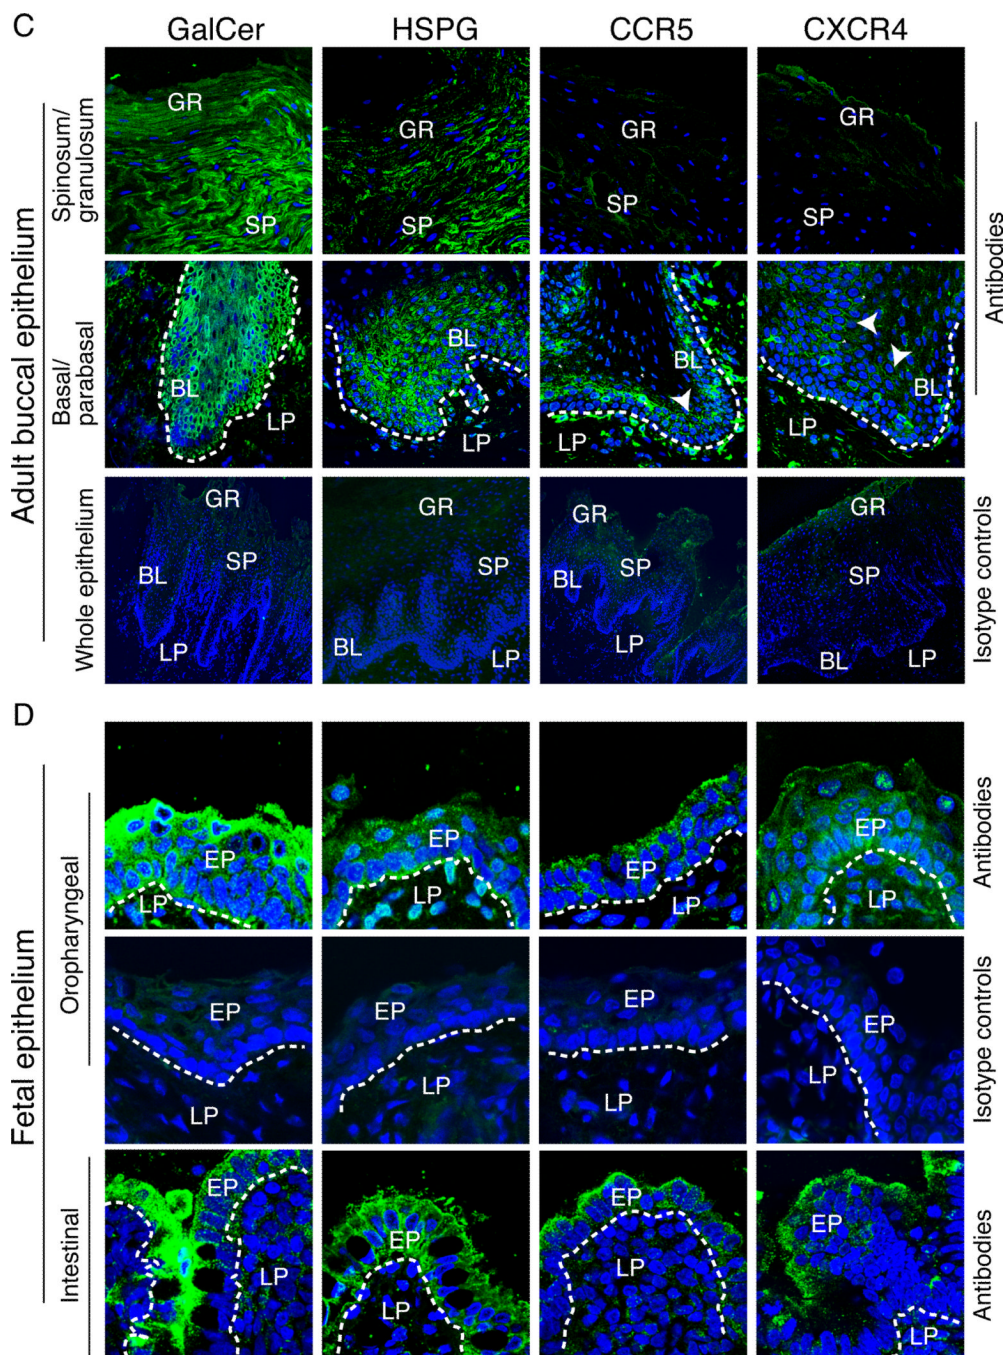 C
GalCer HSPG CCR5 CXCR4
Adult buccal epithelium
Spinosum/
granulosum
GR GR GR GR
SP SP SP SP
Antibodies
Basal/
parabasal
BL BL BL BL
LP LP LP LP
Whole epithelium
GR GR GR GR
SP SP SP SP
BL BL BL BL
LP LP LP LP
Isotype controls
D
Fetal epithelium
Oropharyngeal
EP EP EP EP
LP LP LP LP
Antibodies
EP EP EP EP
LP LP LP LP
Isotype controls
Intestinal
EP EP EP EP
LP LP LP LP
Antibodies